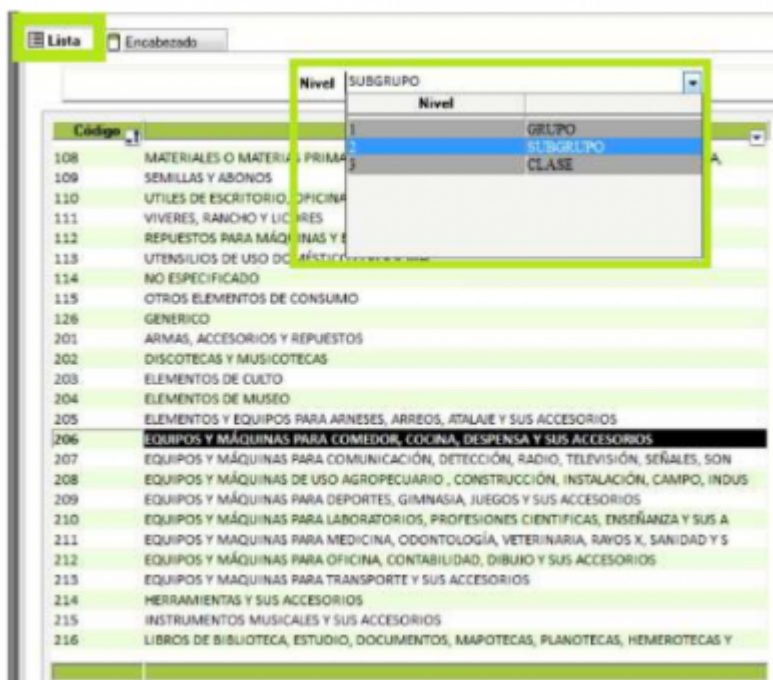 Lista Encabezado
Nivel SUBGRUPO
Nivel
1 GRUPO
2 SUBGRUPO
3 CLASE
Código
108 MATERIALES O MATERIAS PRIMA
109 SEMILLAS Y ABONOS
110 UTILES DE ESCRITORIO, OFICINA
111 VIVERES, RANCHO Y LICORES
112 REPUESTOS PARA MÁQUINAS Y E
113 UTENSILIOS DE USO DOMÉSTICO
114 NO ESPECIFICADO
115 OTROS ELEMENTOS DE CONSUMO
126 GENERICO
201 ARMAS, ACCESORIOS Y REPUESTOS
202 DISCOTECAS Y MUSICOTECAS
203 ELEMENTOS DE CULTO
204 ELEMENTOS DE MUSEO
205 ELEMENTOS Y EQUIPOS PARA ARNESES, ARREOS, ATALAJE Y SUS ACCESORIOS
206 EQUIPOS Y MÁQUINAS PARA COMEDOR, COCINA, DESPENSA Y SUS ACCESORIOS
207 EQUIPOS Y MÁQUINAS PARA COMUNICACIÓN, DETECCIÓN, RADIO, TELEVISIÓN, SEÑALES, SON
208 EQUIPOS Y MÁQUINAS DE USO AGROPECUARIO , CONSTRUCCIÓN, INSTALACIÓN, CAMPO, INDUS
209 EQUIPOS Y MÁQUINAS PARA DEPORTES, GIMNASIA, JUEGOS Y SUS ACCESORIOS
210 EQUIPOS Y MÁQUINAS PARA LABORATORIOS, PROFESIONES CIENTIFICAS, ENSEÑANZA Y SUS A
211 EQUIPOS Y MÁQUINAS PARA MEDICINA, ODONTOLOGÍA, VETERINARIA, RAYOS X, SANIDAD Y S
212 EQUIPOS Y MÁQUINAS PARA OFICINA, CONTABILIDAD, DIBUJO Y SUS ACCESORIOS
213 EQUIPOS Y MAQUINAS PARA TRANSPORTE Y SUS ACCESORIOS
214 HERRAMIENTAS Y SUS ACCESORIOS
215 INSTRUMENTOS MUSICALES Y SUS ACCESORIOS
216 LIBROS DE BIBLIOTECA, ESTUDIO, DOCUMENTOS, MAPOTECAS, PLANOTECAS, HEMEROTECAS Y